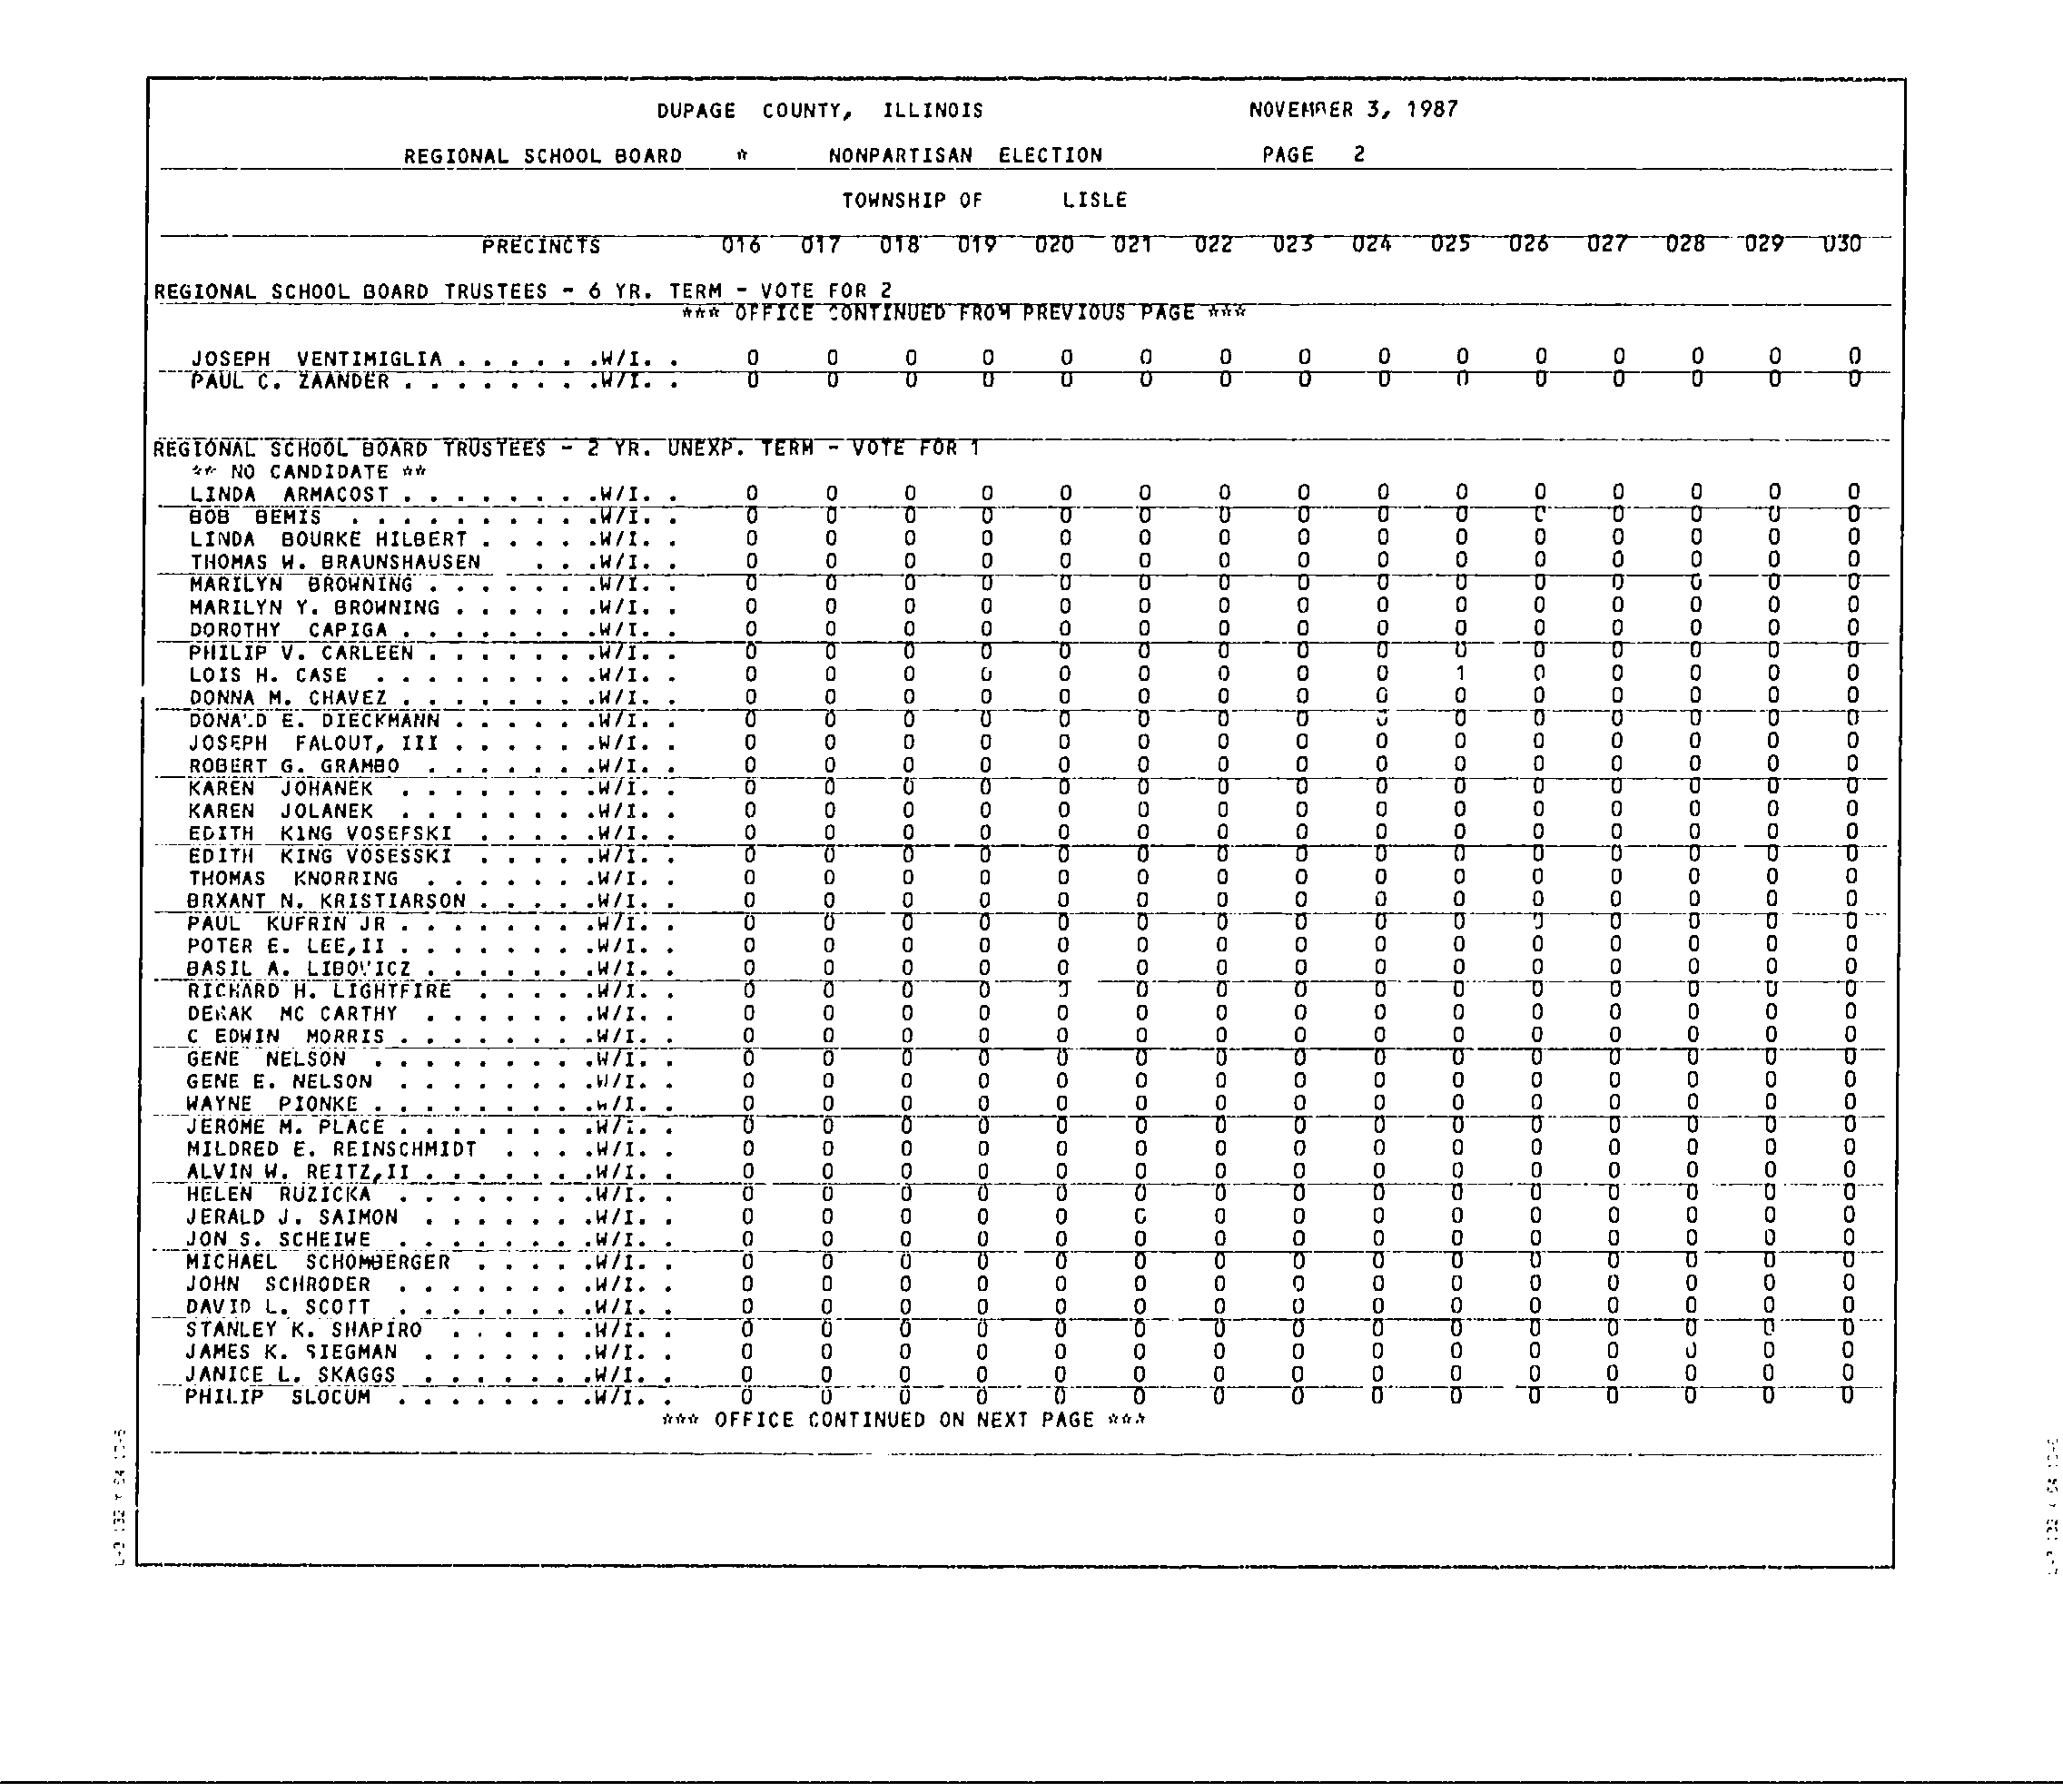 DUPAGE COUNTY, ILLINOIS NOVEMBER 3, 1987
REGIONAL SCHOOL BOARD * NONPARTISAN ELECTION PAGE 2
TOWNSHIP OF LISLE
PRECINCTS 016 017 018 019 020 021 022 023 024 025 026 027 028 029 030
REGIONAL SCHOOL BOARD TRUSTEES - 6 YR. TERM - VOTE FOR 2
*** OFFICE CONTINUED FROM PREVIOUS PAGE ***
JOSEPH VENTIMIGLIA . . . . . .W/I. . 0 0 0 0 0 0 0 0 0 0 0 0 0 0 0
PAUL C. ZAANDER . . . . . . . .W/I. . 0 0 0 0 0 0 0 0 0 0 0 0 0 0 0
REGIONAL SCHOOL BOARD TRUSTEES - 2 YR. UNEXP. TERM - VOTE FOR 1
** NO CANDIDATE **
LINDA ARMACOST . . . . . . . .W/I. . 0 0 0 0 0 0 0 0 0 0 0 0 0 0 0
BOB BEMIS . . . . . . . . . .W/I. . 0 0 0 0 0 0 0 0 0 0 0 0 0 0 0
LINDA BOURKE HILBERT . . . . .W/I. . 0 0 0 0 0 0 0 0 0 0 0 0 0 0 0
THOMAS W. BRAUNSHAUSEN . . .W/I. . 0 0 0 0 0 0 0 0 0 0 0 0 0 0 0
MARILYN BROWNING . . . . . . .W/I. . 0 0 0 0 0 0 0 0 0 0 0 0 0 0 0
MARILYN Y. BROWNING . . . . . .W/I. . 0 0 0 0 0 0 0 0 0 0 0 0 0 0 0
DOROTHY CAPIGA . . . . . . . .W/I. . 0 0 0 0 0 0 0 0 0 0 0 0 0 0 0
PHILIP V. CARLEEN . . . . . . .W/I. . 0 0 0 0 0 0 0 0 0 0 0 0 0 0 0
LOIS H. CASE . . . . . . . . .W/I. . 0 0 0 0 0 0 0 0 0 1 0 0 0 0 0
DONNA M. CHAVEZ . . . . . . . .W/I. . 0 0 0 0 0 0 0 0 0 0 0 0 0 0 0
DONALD E. DIECKMANN . . . . . .W/I. . 0 0 0 0 0 0 0 0 0 0 0 0 0 0 0
JOSEPH FALOUT, III . . . . . .W/I. . 0 0 0 0 0 0 0 0 0 0 0 0 0 0 0
ROBERT G. GRAMBO . . . . . . .W/I. . 0 0 0 0 0 0 0 0 0 0 0 0 0 0 0
KAREN JOHANEK . . . . . . . .W/I. . 0 0 0 0 0 0 0 0 0 0 0 0 0 0 0
KAREN JOLANEK . . . . . . . .W/I. . 0 0 0 0 0 0 0 0 0 0 0 0 0 0 0
EDITH KING VOSEFSKI . . . . .W/I. . 0 0 0 0 0 0 0 0 0 0 0 0 0 0 0
EDITH KING VOSESSKI . . . . .W/I. . 0 0 0 0 0 0 0 0 0 0 0 0 0 0 0
THOMAS KNORRING . . . . . . .W/I. . 0 0 0 0 0 0 0 0 0 0 0 0 0 0 0
BRXANT N. KRISTIARSON . . . . .W/I. . 0 0 0 0 0 0 0 0 0 0 0 0 0 0 0
PAUL KUFRIN JR . . . . . . . .W/I. . 0 0 0 0 0 0 0 0 0 0 0 0 0 0 0
POTER E. LEE,II . . . . . . . .W/I. . 0 0 0 0 0 0 0 0 0 0 0 0 0 0 0
BASIL A. LIBOVICZ . . . . . . .W/I. . 0 0 0 0 0 0 0 0 0 0 0 0 0 0 0
RICHARD H. LIGHTFIRE . . . . .W/I. . 0 0 0 0 0 0 0 0 0 0 0 0 0 0 0
DERAK MC CARTHY . . . . . . .W/I. . 0 0 0 0 0 0 0 0 0 0 0 0 0 0 0
C EDWIN MORRIS . . . . . . . .W/I. . 0 0 0 0 0 0 0 0 0 0 0 0 0 0 0
GENE NELSON . . . . . . . . .W/I. . 0 0 0 0 0 0 0 0 0 0 0 0 0 0 0
GENE E. NELSON . . . . . . . .W/I. . 0 0 0 0 0 0 0 0 0 0 0 0 0 0 0
WAYNE PIONKE . . . . . . . . .W/I. . 0 0 0 0 0 0 0 0 0 0 0 0 0 0 0
JEROME M. PLACE . . . . . . . .W/I. . 0 0 0 0 0 0 0 0 0 0 0 0 0 0 0
MILDRED E. REINSCHMIDT . . . .W/I. . 0 0 0 0 0 0 0 0 0 0 0 0 0 0 0
ALVIN W. REITZ,II . . . . . . .W/I. . 0 0 0 0 0 0 0 0 0 0 0 0 0 0 0
HELEN RUZICKA . . . . . . . .W/I. . 0 0 0 0 0 0 0 0 0 0 0 0 0 0 0
JERALD J. SAIMON . . . . . . .W/I. . 0 0 0 0 0 0 0 0 0 0 0 0 0 0 0
JON S. SCHEIWE . . . . . . . .W/I. . 0 0 0 0 0 0 0 0 0 0 0 0 0 0 0
MICHAEL SCHOMBERGER . . . . .W/I. . 0 0 0 0 0 0 0 0 0 0 0 0 0 0 0
JOHN SCHRODER . . . . . . . .W/I. . 0 0 0 0 0 0 0 0 0 0 0 0 0 0 0
DAVID L. SCOTT . . . . . . . .W/I. . 0 0 0 0 0 0 0 0 0 0 0 0 0 0 0
STANLEY K. SHAPIRO . . . . . .W/I. . 0 0 0 0 0 0 0 0 0 0 0 0 0 0 0
JAMES K. SIEGMAN . . . . . . .W/I. . 0 0 0 0 0 0 0 0 0 0 0 0 0 0 0
JANICE L. SKAGGS . . . . . . .W/I. . 0 0 0 0 0 0 0 0 0 0 0 0 0 0 0
PHILIP SLOCUM . . . . . . . .W/I. . 0 0 0 0 0 0 0 0 0 0 0 0 0 0 0
*** OFFICE CONTINUED ON NEXT PAGE ***